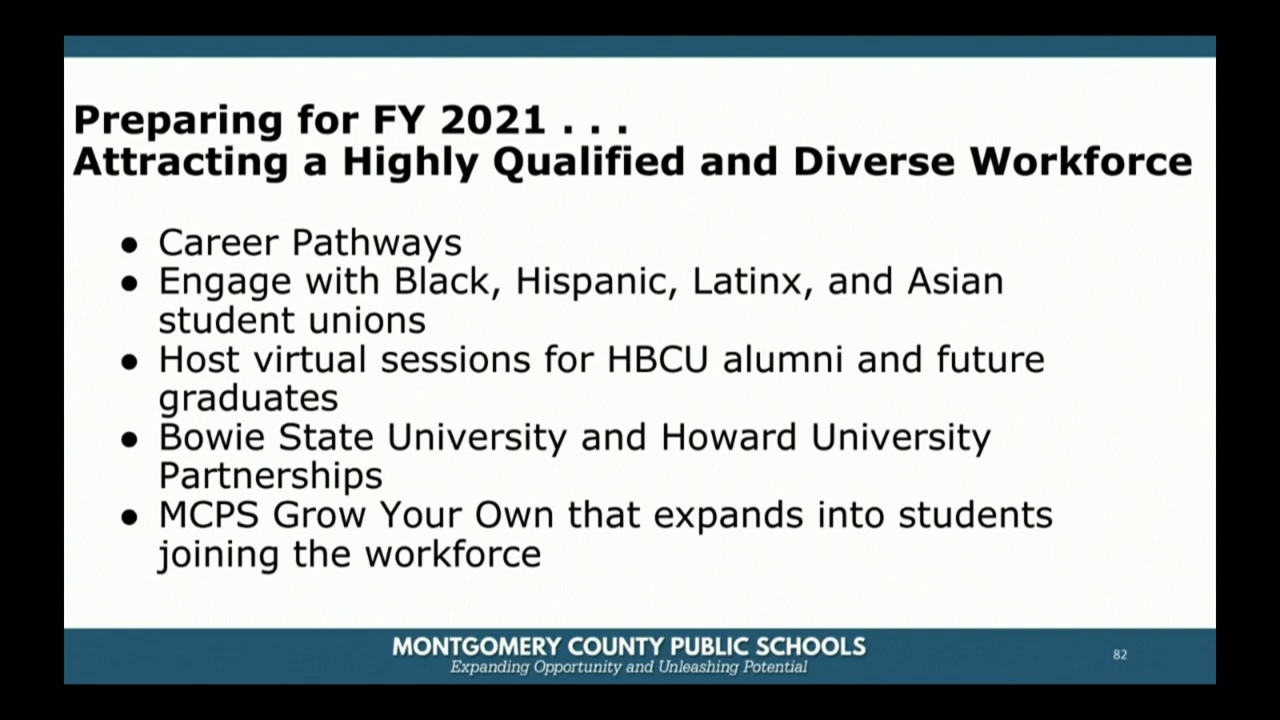 Preparing for FY 2021 . . .
Attracting a Highly Qualified and Diverse Workforce
● Career Pathways
● Engage with Black, Hispanic, Latinx, and Asian
student unions
● Host virtual sessions for HBCU alumni and future
graduates
● Bowie State University and Howard University
Partnerships
● MCPS Grow Your Own that expands into students
joining the workforce
MONTGOMERY COUNTY PUBLIC SCHOOLS
Expanding Opportunity and Unleashing Potential
82